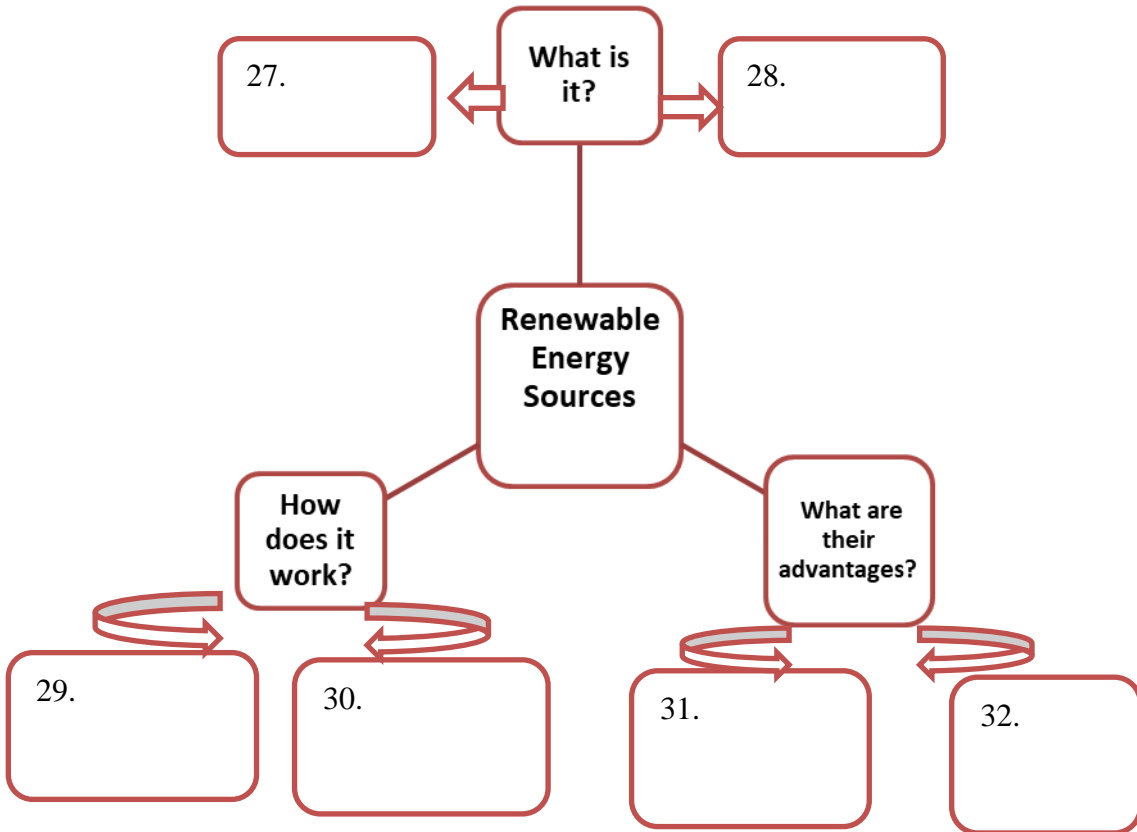 27.
What is
it?
28.
Renewable
Energy
Sources
How
does it
work?
What are
their
advantages?
29.
30.
31.
32.